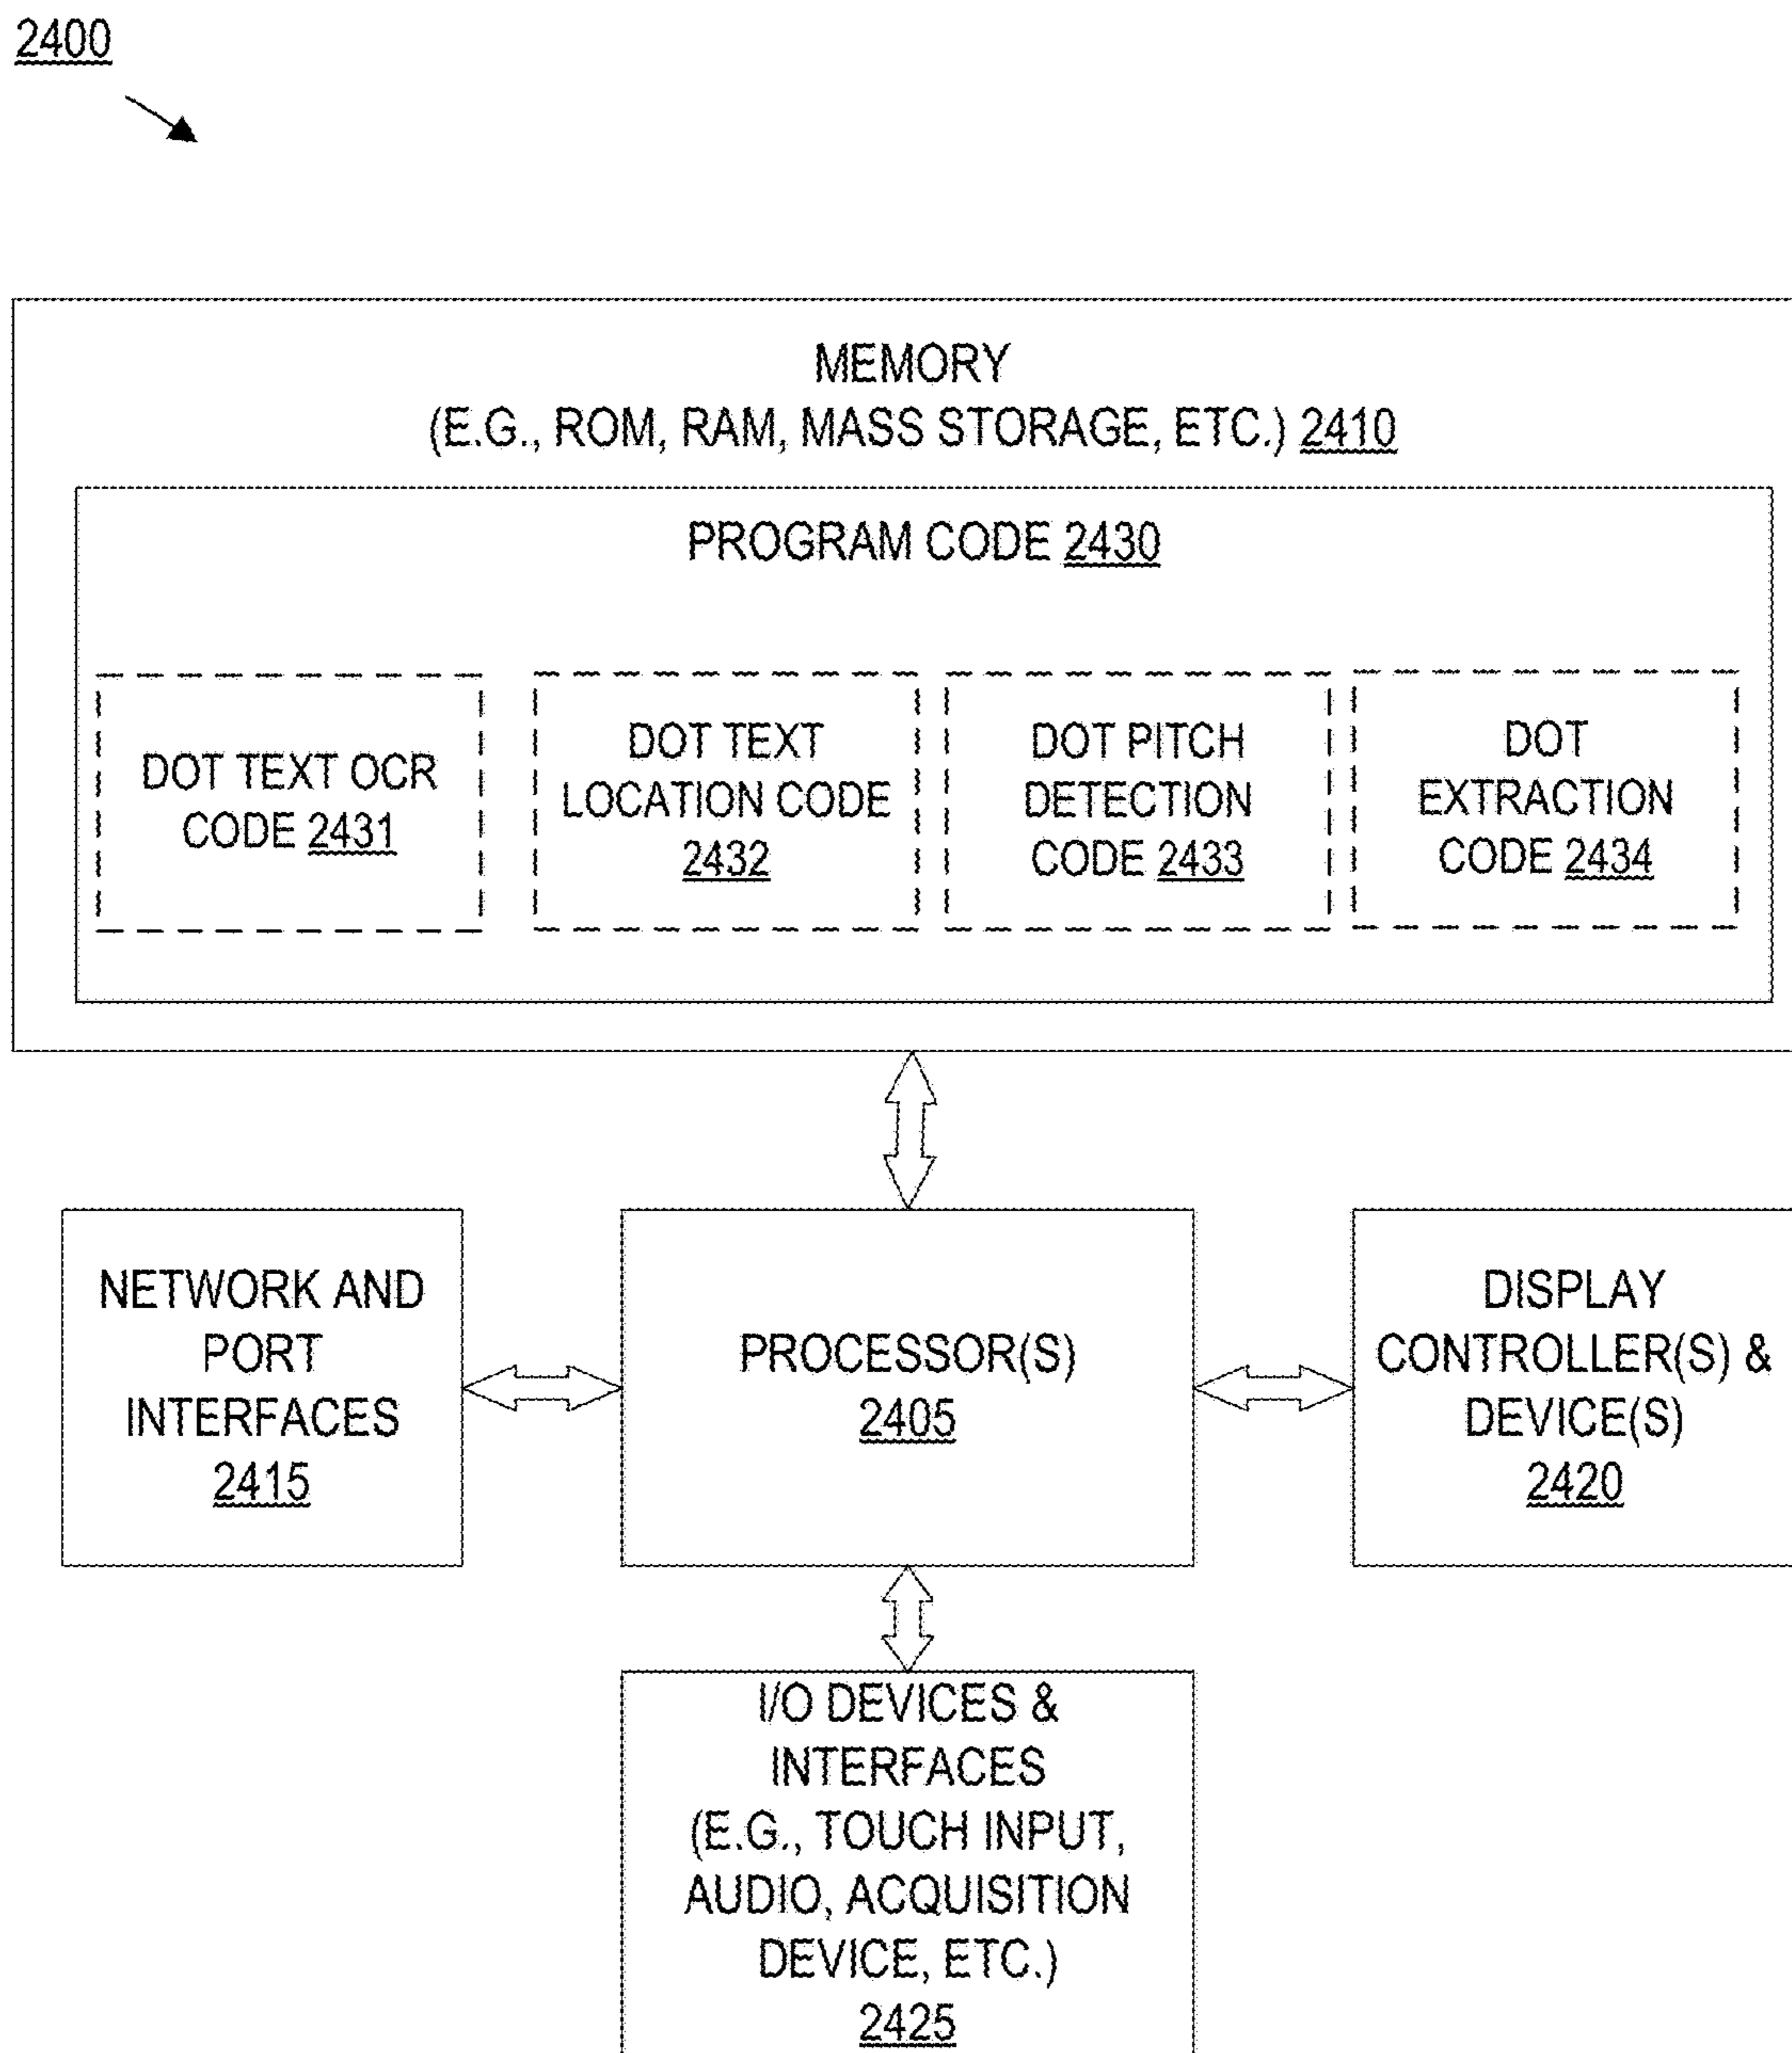 2400
MEMORY
(E.G., ROM, RAM, MASS STORAGE, ETC.) 2410
PROGRAM CODE 2430
DOT TEXT OCR
CODE 2431
DOT TEXT
LOCATION CODE
2432
DOT PITCH
DETECTION
CODE 2433
DOT
EXTRACTION
CODE 2434
NETWORK AND
PORT
INTERFACES
2415
PROCESSOR(S)
2405
DISPLAY
CONTROLLER(S) &
DEVICE(S)
2420
I/O DEVICES &
INTERFACES
(E.G., TOUCH INPUT,
AUDIO, ACQUISITION
DEVICE, ETC.)
2425